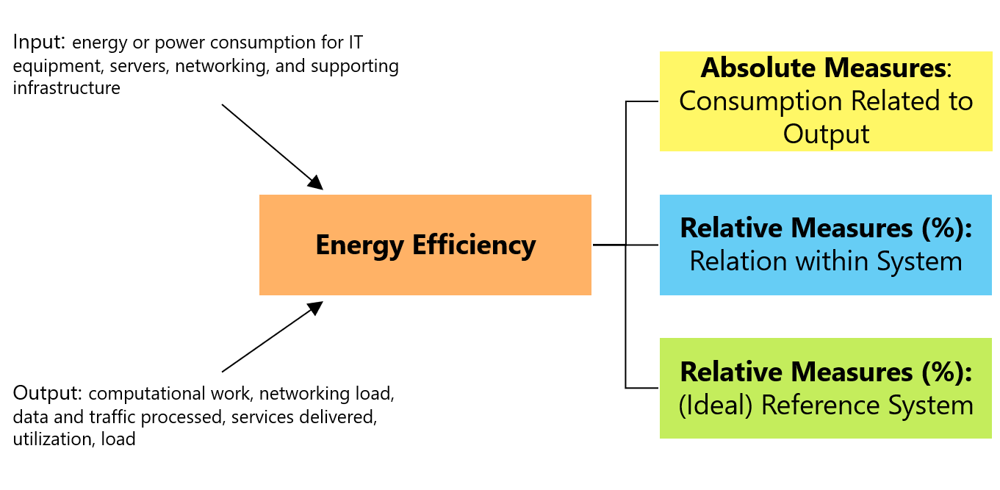 Input: energy or power consumption for IT
equipment, servers, networking, and supporting
infrastructure
Absolute Measures:
Consumption Related to
Output
Energy Efficiency
Relative Measures (%):
Relation within System
Relative Measures (%):
(Ideal) Reference System
Output: computational work, networking load,
data and traffic processed, services delivered,
utilization, load